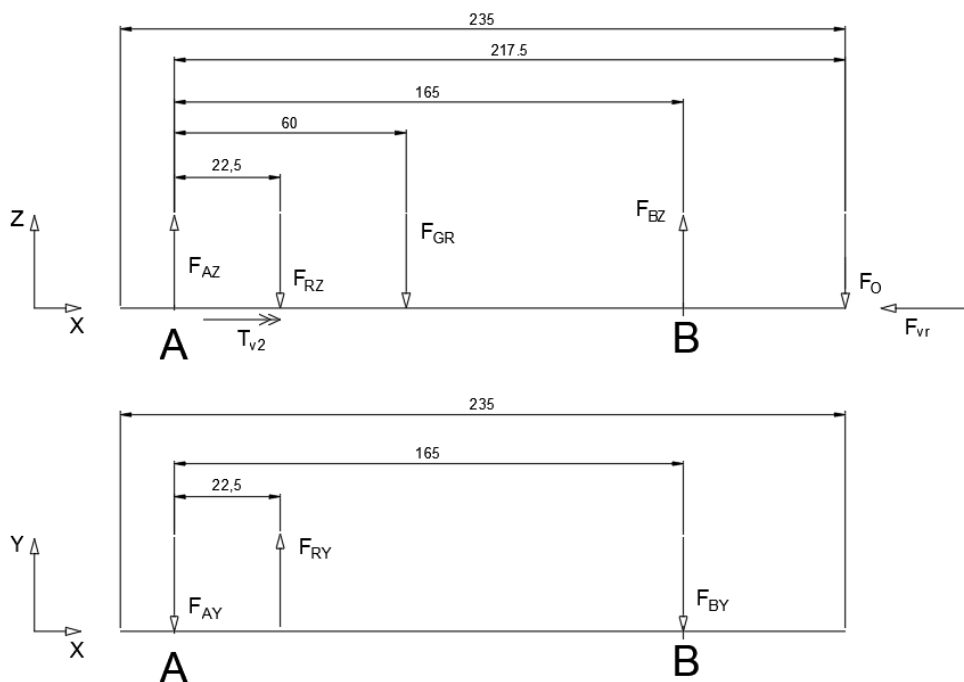 235
217.5
165
60
22,5
Z
F_AZ
F_RZ
F_GR
F_BZ
F_O
X
A
T_v2
B
F_vr
235
165
22,5
Y
F_RY
F_AY
F_BY
X
A
B